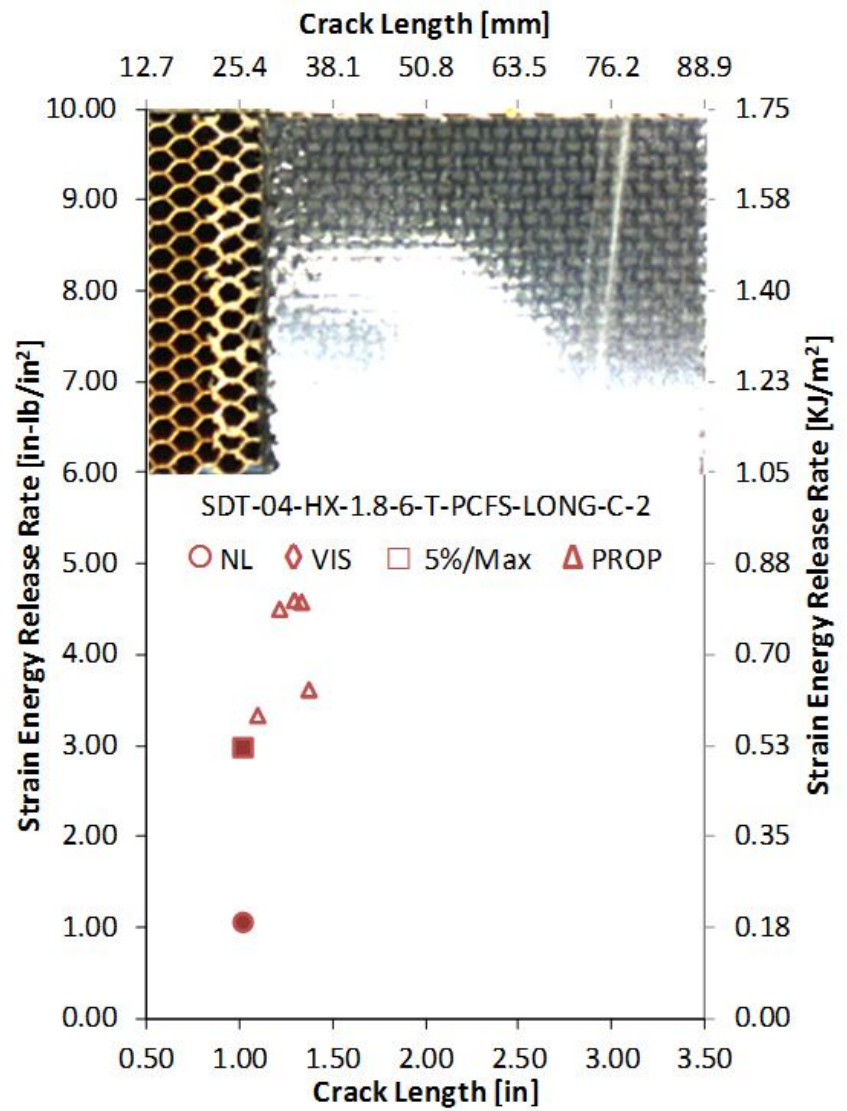 Crack Length [mm]
12.7 25.4 38.1 50.8 63.5 76.2 88.9
10.00 1.75
9.00 1.58
8.00 1.40
7.00 1.23
6.00 1.05
SDT-04-HX-1.8-6-T-PCFS-LONG-C-2
NL VIS 5%/Max PROP
5.00 0.88
4.00 0.70
3.00 0.53
2.00 0.35
1.00 0.18
0.00 0.00
0.50 1.00 1.50 2.00 2.50 3.00 3.50
Crack Length [in]
Strain Energy Release Rate [in-lb/in²]
Strain Energy Release Rate [KJ/m²]